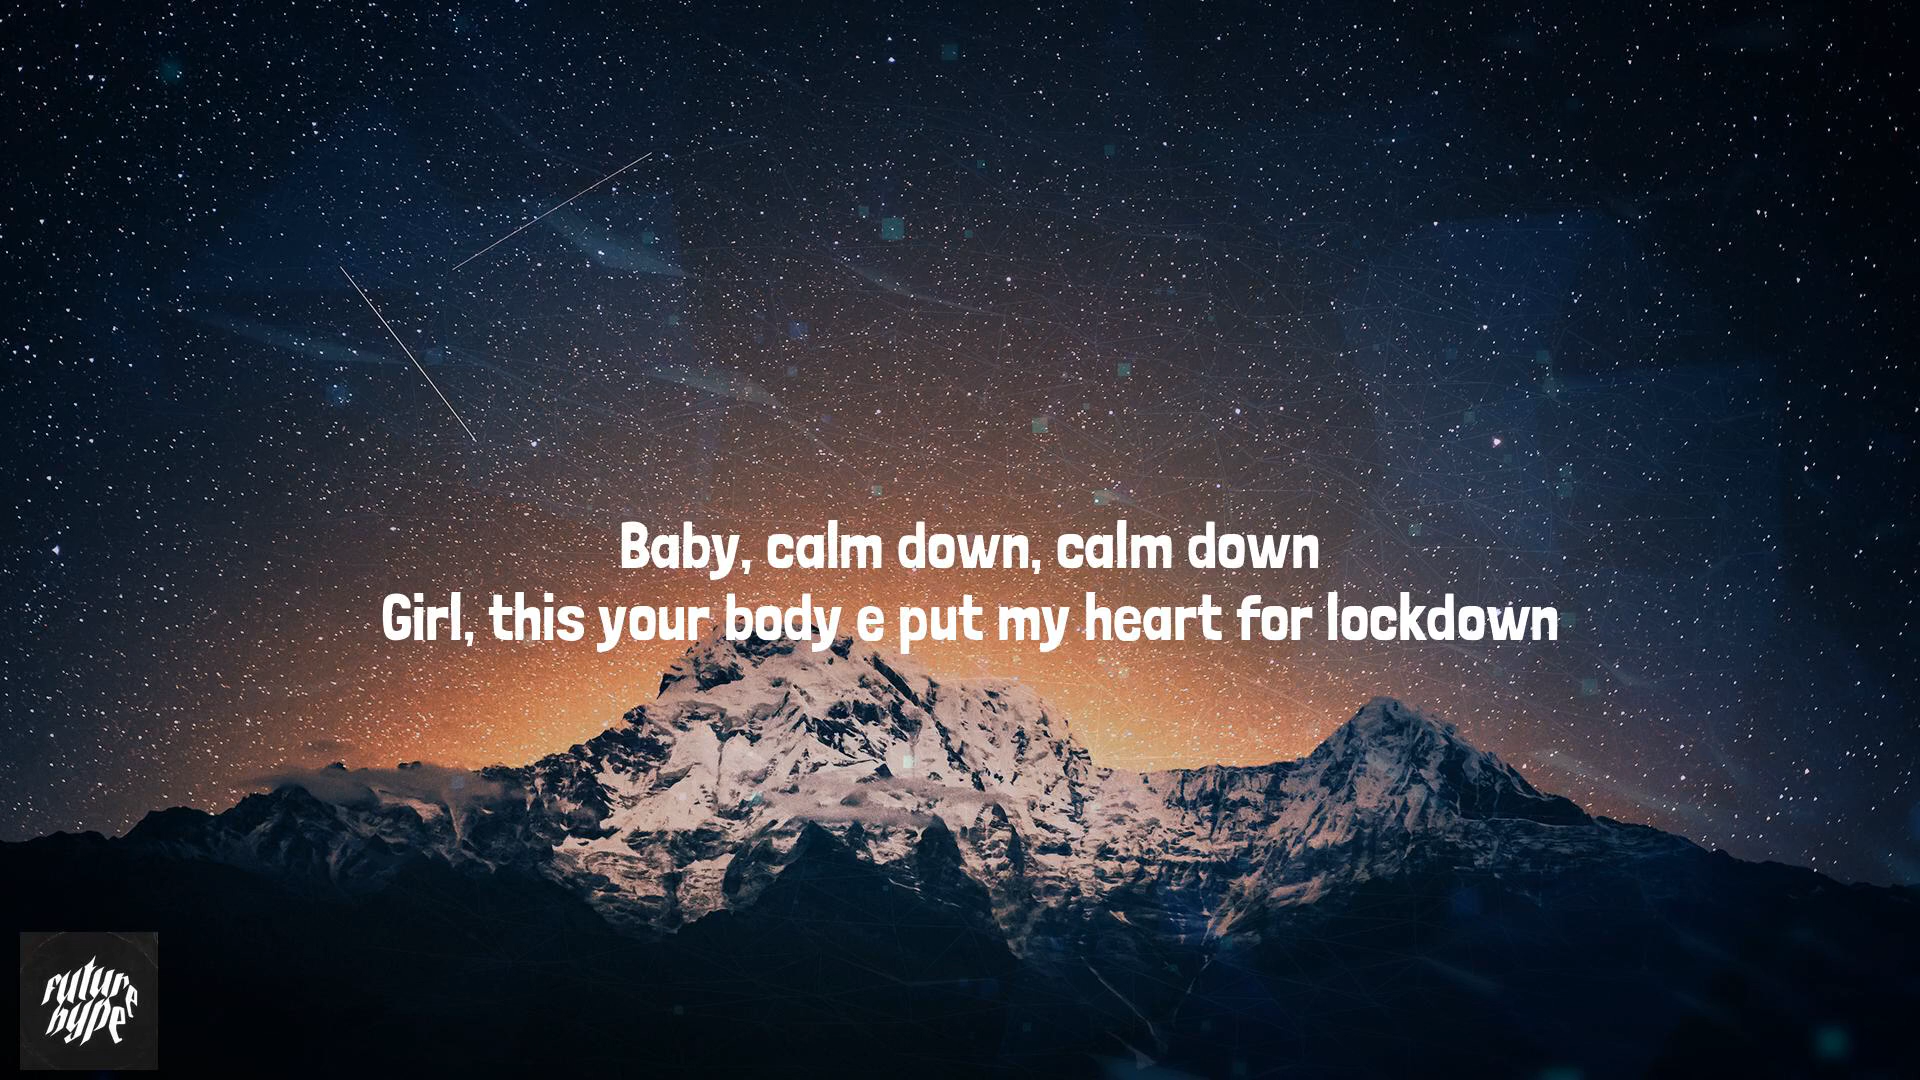 Baby, calm down, calm down
Girl, this your body e put my heart for lockdown
future
hype